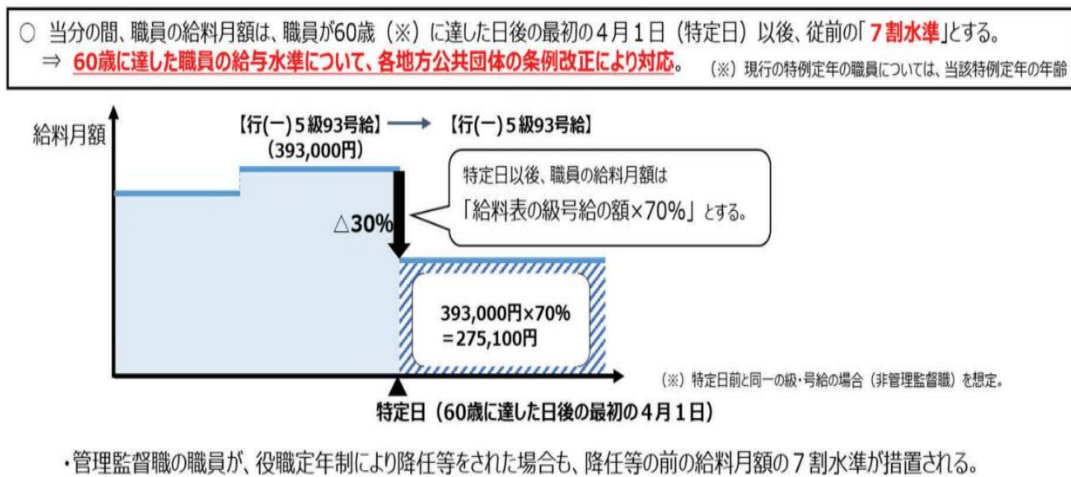 ○ 当分の間、職員の給料月額は、職員が60歳（※）に達した日後の最初の４月１日（特定日）以後、従前の「７割水準」とする。
⇒ 60歳に達した職員の給与水準について、各地方公共団体の条例改正により対応。 （※）現行の特例定年の職員については、当該特例定年の年齢
給料月額
【行(一)５級93号給】 → 【行(一)５級93号給】
(393,000円)
特定日以後、職員の給料月額は
「給料表の級号給の額×70%」とする。
△30%
393,000円×70%
＝275,100円
（※）特定日前と同一の級・号給の場合（非管理監督職）を想定。
特定日（60歳に達した日後の最初の４月１日）
・管理監督職の職員が、役職定年制により降任等をされた場合も、降任等の前の給料月額の７割水準が措置される。